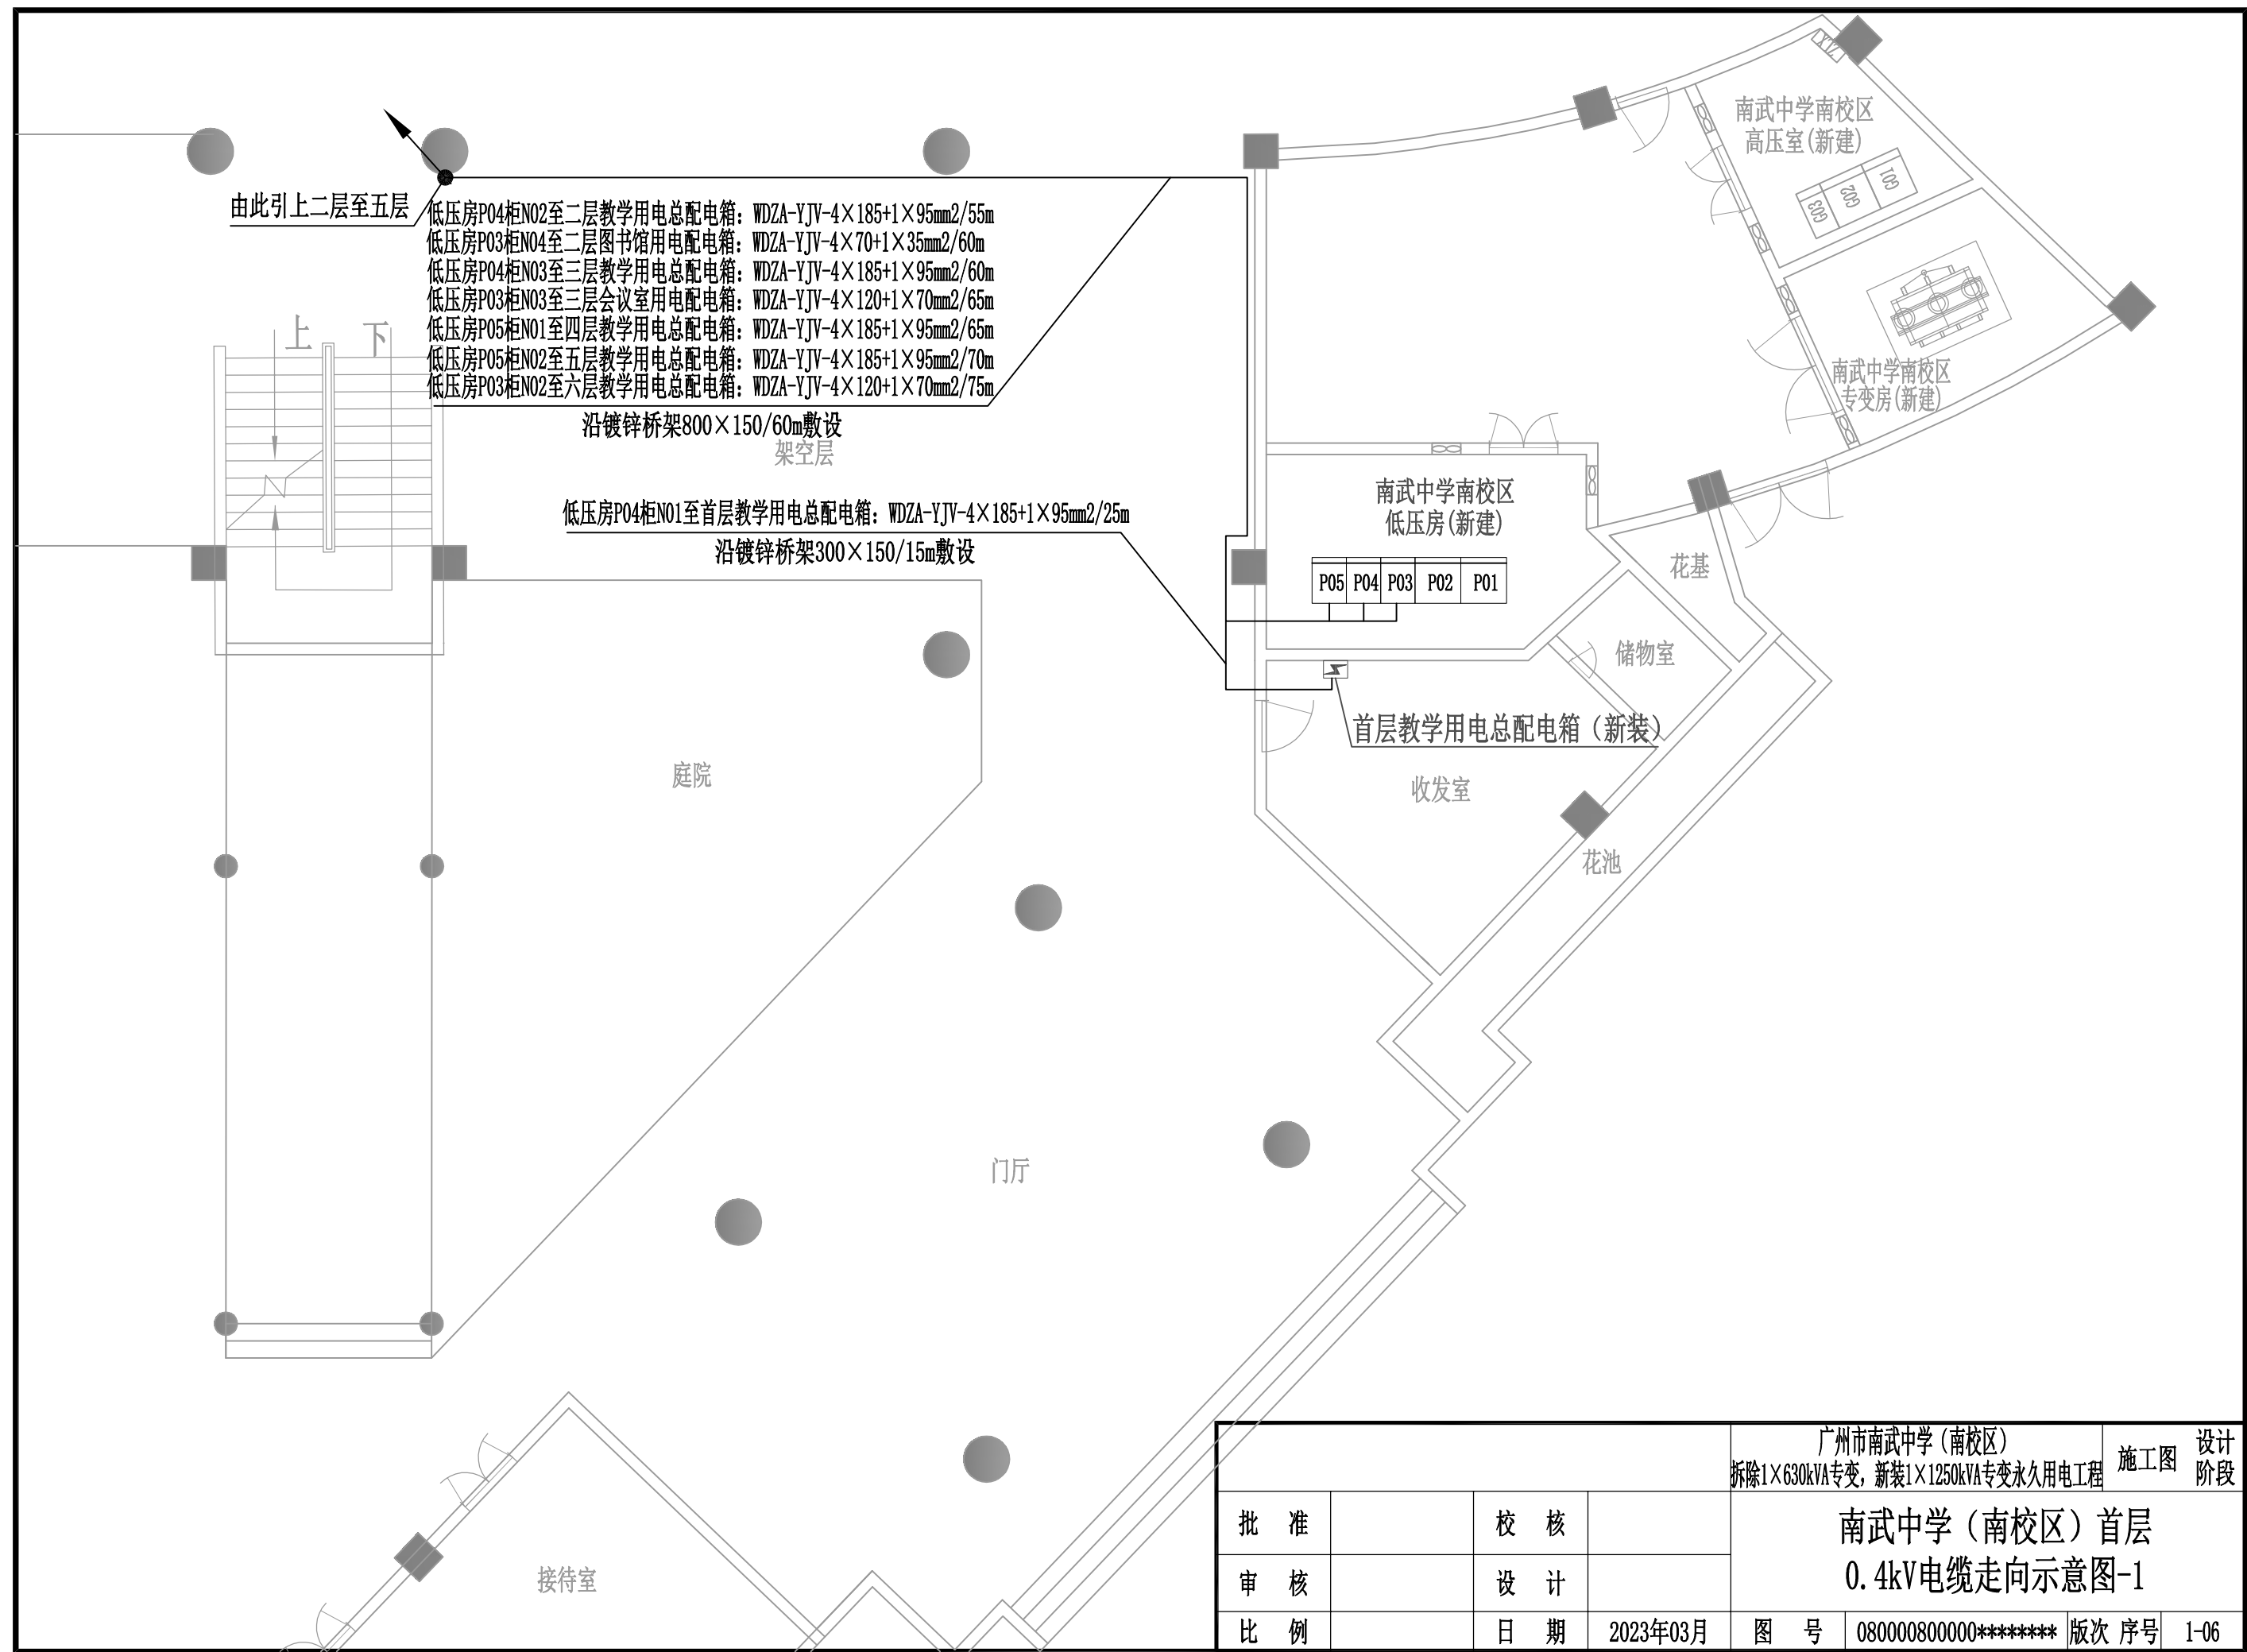 XZ
南武中学南校区
高压室(新建)
G01
G02
G03
由此引上二层至五层
低压房P04柜N02至二层教学用电总配电箱: WDZA-YJV-4×185+1×95mm2/55m
低压房P03柜N04至二层图书馆用电配电箱: WDZA-YJV-4×70+1×35mm2/60m
低压房P04柜N03至三层教学用电总配电箱: WDZA-YJV-4×185+1×95mm2/60m
低压房P03柜N03至三层会议室用电配电箱: WDZA-YJV-4×120+1×70mm2/65m
低压房P05柜N01至四层教学用电总配电箱: WDZA-YJV-4×185+1×95mm2/65m
低压房P05柜N02至五层教学用电总配电箱: WDZA-YJV-4×185+1×95mm2/70m
低压房P03柜N02至六层教学用电总配电箱: WDZA-YJV-4×120+1×70mm2/75m
沿镀锌桥架800×150/60m敷设
上 下
南武中学南校区
专变房(新建)
架空层
低压房P04柜N01至首层教学用电总配电箱: WDZA-YJV-4×185+1×95mm2/25m
沿镀锌桥架300×150/15m敷设
南武中学南校区
低压房(新建)
P05 P04 P03 P02 P01
花基
储物室
首层教学用电总配电箱（新装）
庭院
收发室
花池
门厅
接待室
广州市南武中学（南校区）
拆除1×630kVA专变, 新装1×1250kVA专变永久用电工程
施工图
设计
阶段
批 准
校 核
南武中学（南校区）首层
0.4kV电缆走向示意图-1
审 核
设 计
比 例
日 期
2023年03月
图 号
080000800000********
版次 序号
1-06